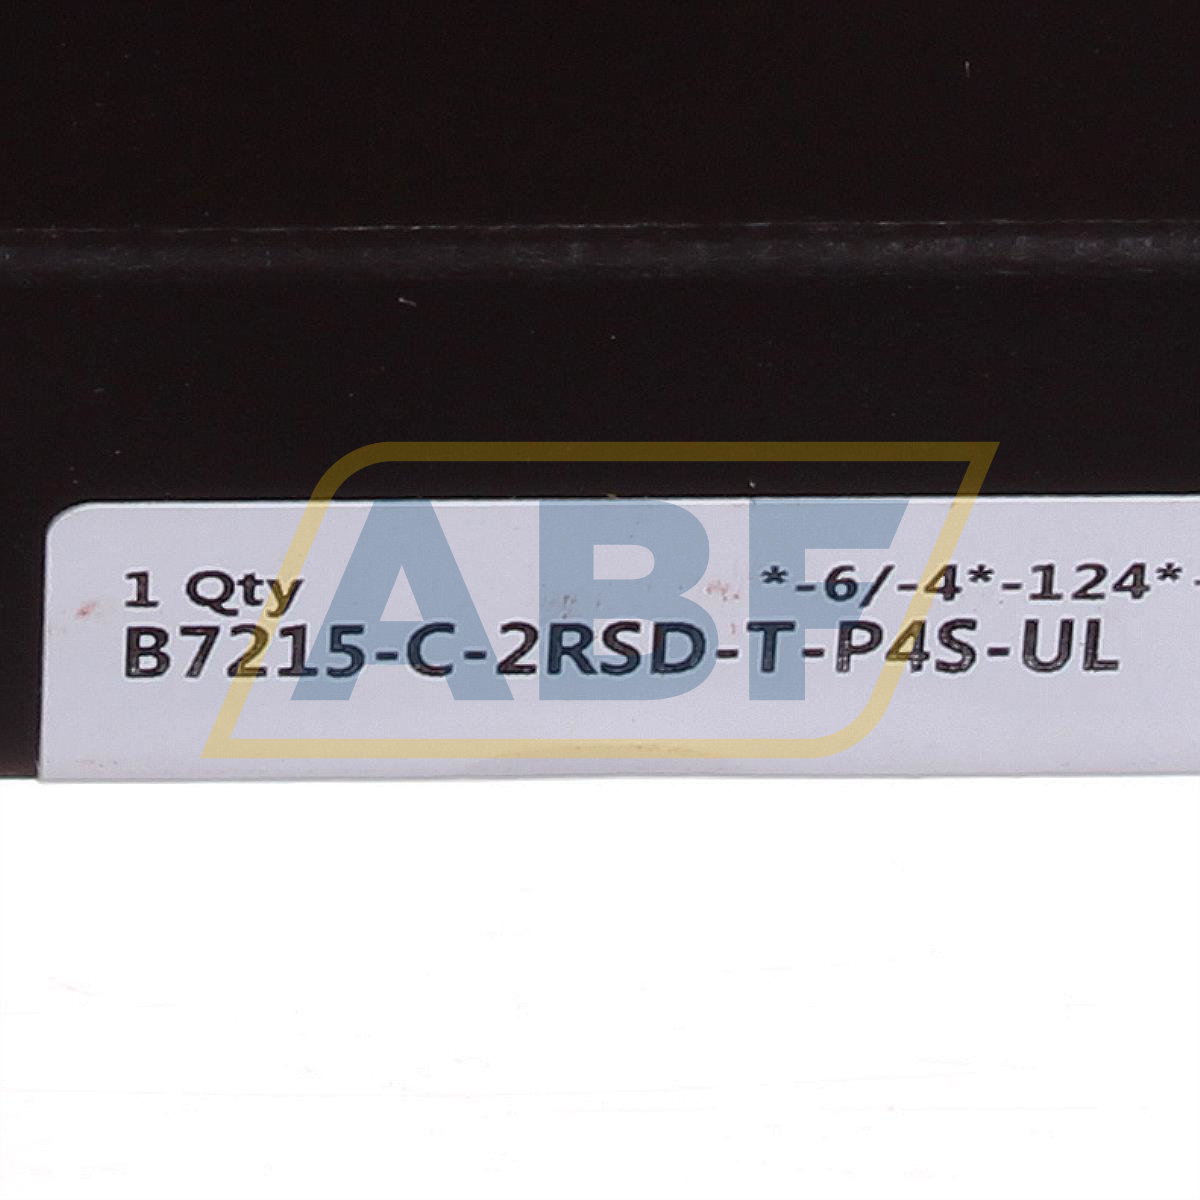 1 Qty *-6/-4*-124*-
B7215-C-2RSD-T-P4S-UL
ABF